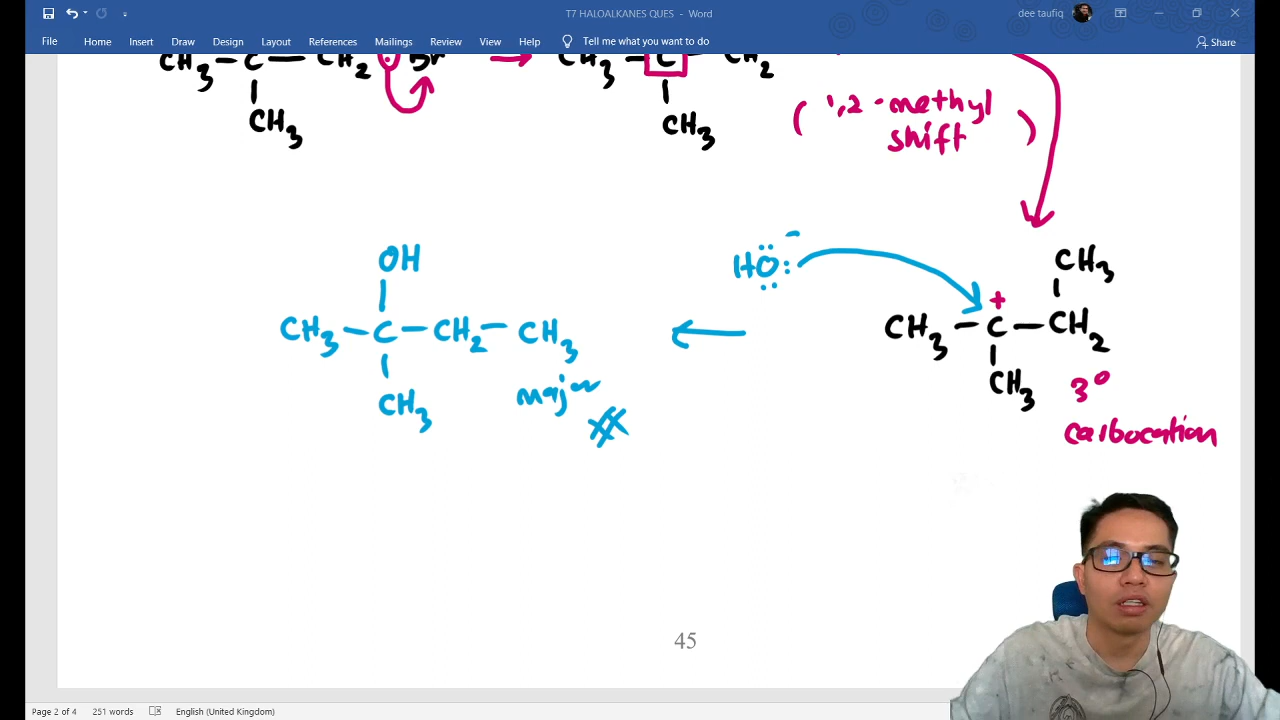 T7 HALOALKANES QUES - Word
dee taufiq
File Home Insert Draw Design Layout References Mailings Review View Help Tell me what you want to do Share
CH3 — C — CH2 : Br → CH3 — C — CH2
CH3
CH3
( 1,2-methyl
shift )
OH
CH3 — C — CH2 — CH3
CH3
major
HÖ:⁻
CH3
CH3 — C — CH2
+
CH3
3°
carbocation
45
Page 2 of 4 251 words English (United Kingdom)